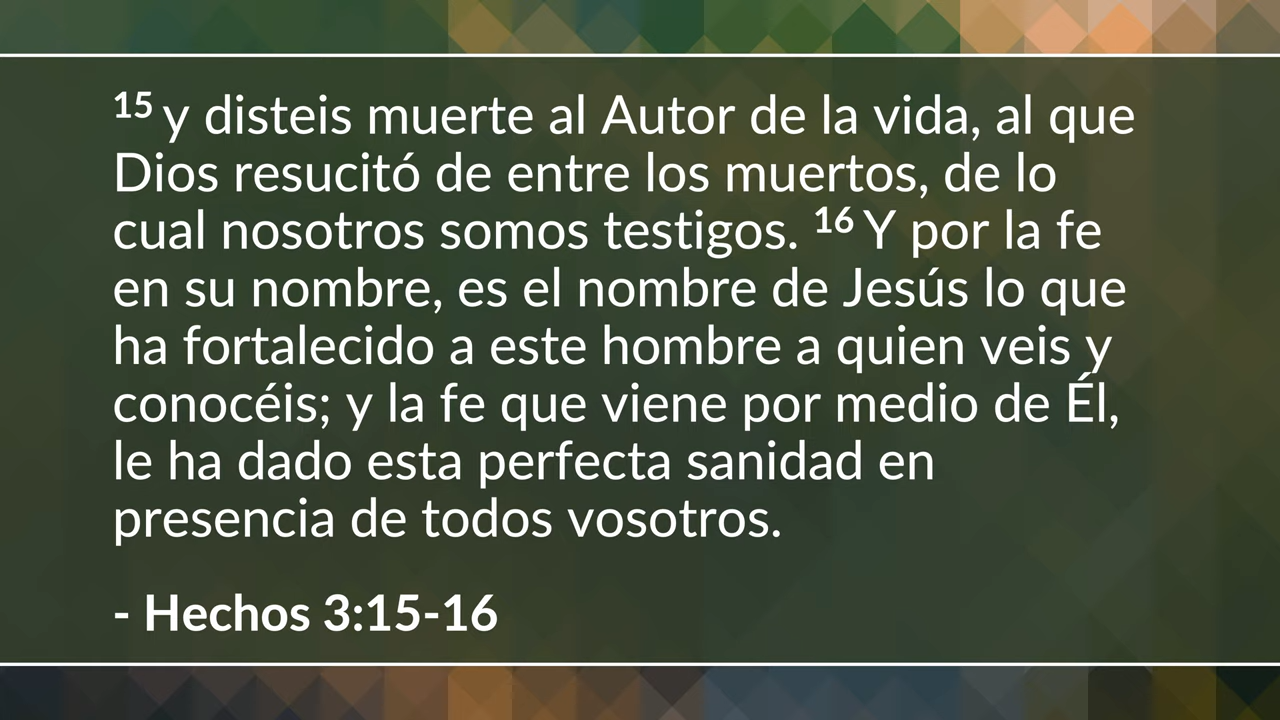 15 y disteis muerte al Autor de la vida, al que
Dios resucitó de entre los muertos, de lo
cual nosotros somos testigos. 16 Y por la fe
en su nombre, es el nombre de Jesús lo que
ha fortalecido a este hombre a quien veis y
conocéis; y la fe que viene por medio de Él,
le ha dado esta perfecta sanidad en
presencia de todos vosotros.
- Hechos 3:15-16